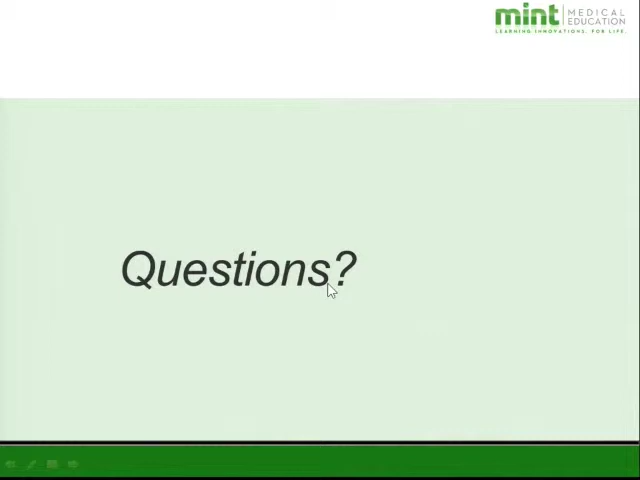 mint MEDICAL
EDUCATION
LEARNING INNOVATIONS. FOR LIFE.
Questions?